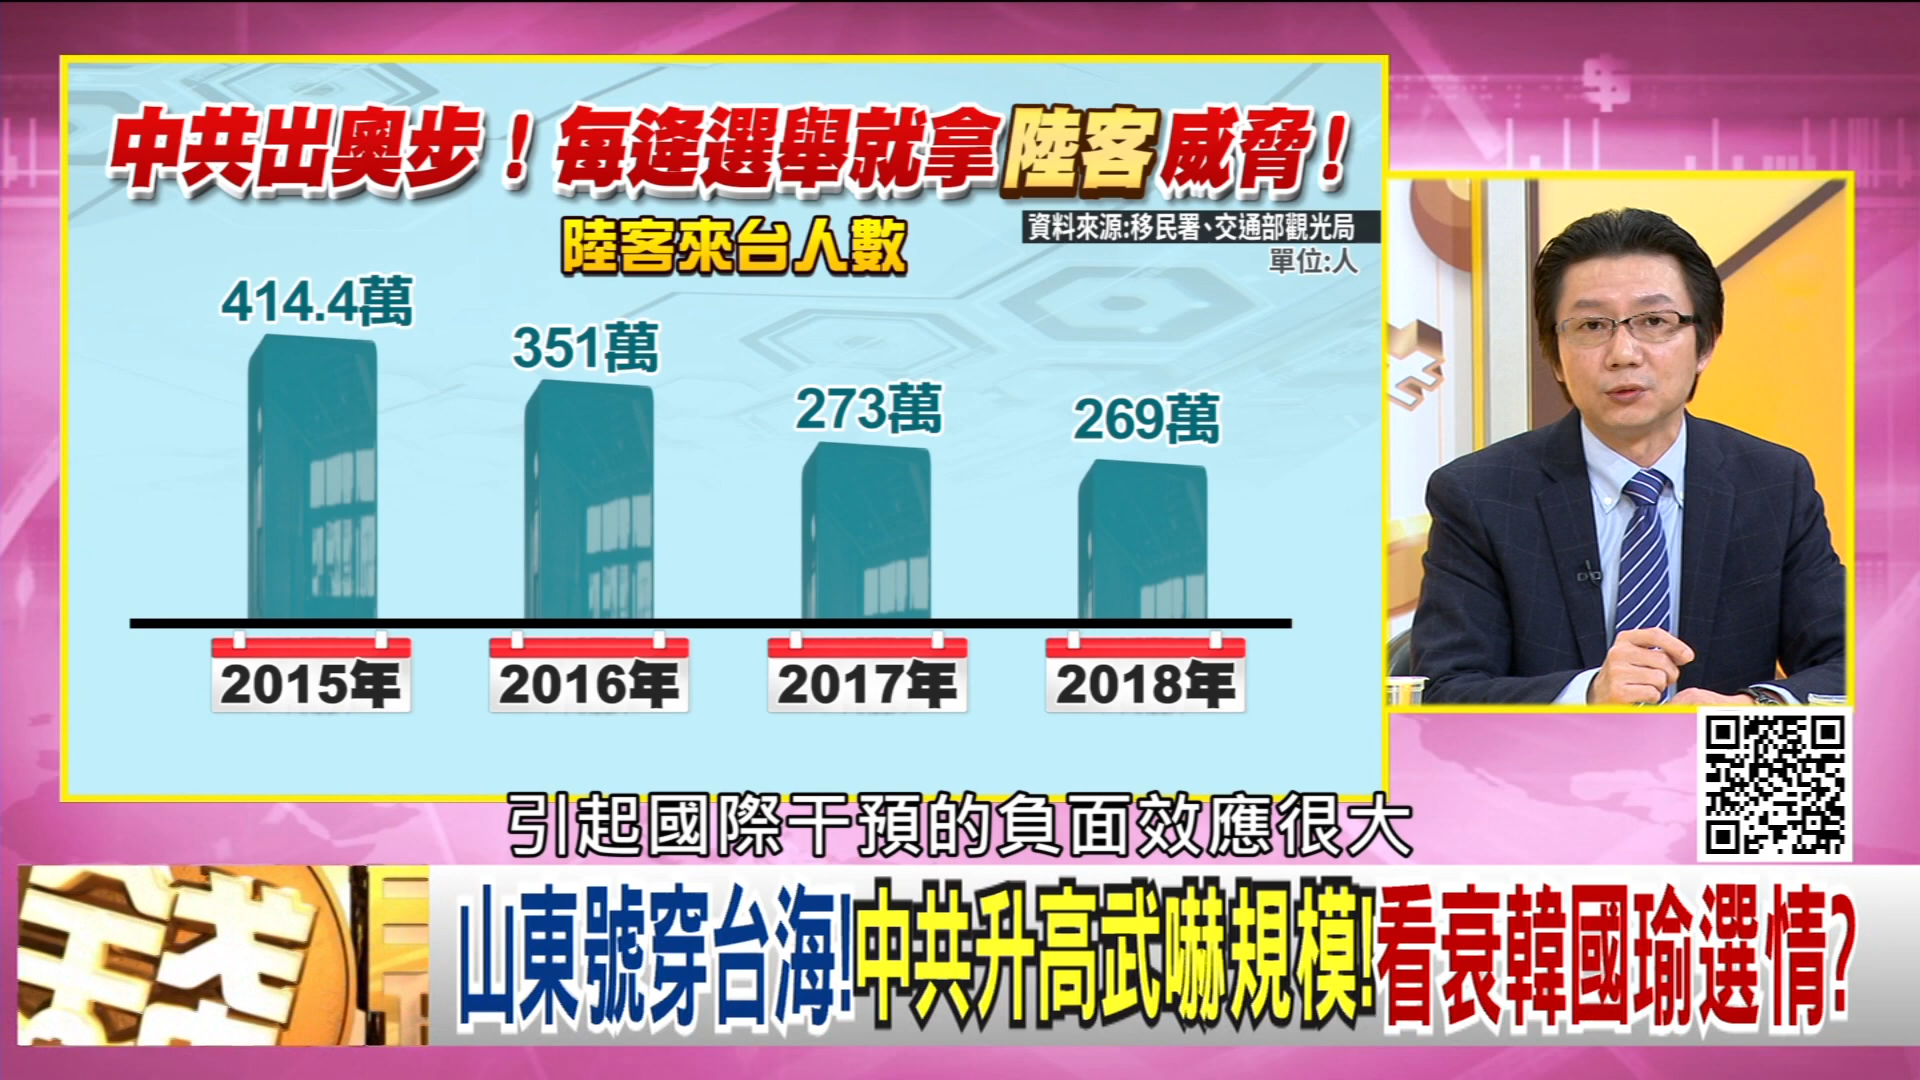 中共出奧步！每逢選舉就拿陸客威脅！
陸客來台人數
資料來源:移民署、交通部觀光局
單位:人
414.4萬
351萬
273萬
269萬
2015年
2016年
2017年
2018年
引起國際干預的負面效應很大
山東號穿台海!中共升高武嚇規模!看衰韓國瑜選情?